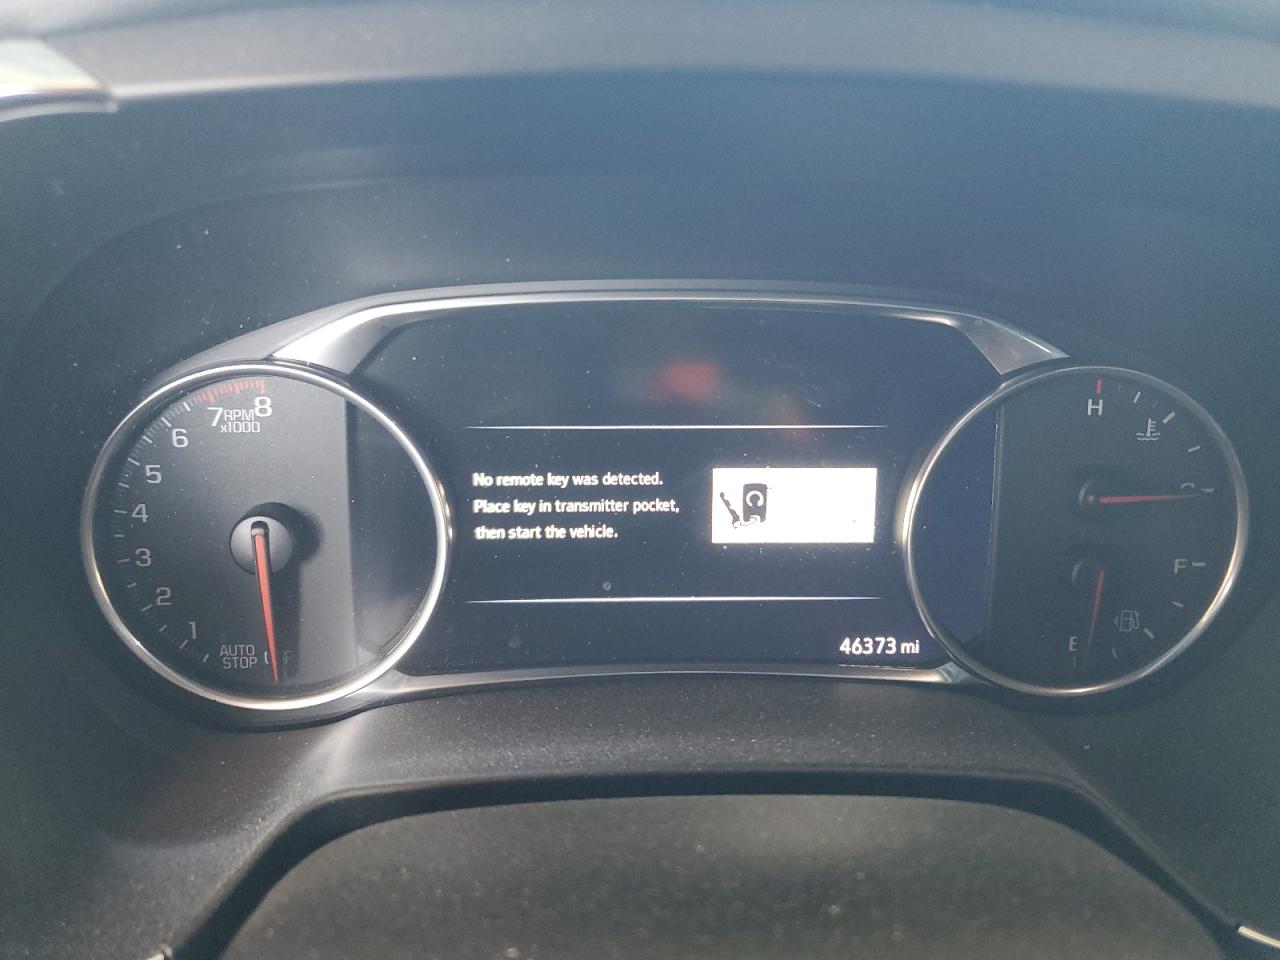 8
7 RPM
x1000
6
5
4
3
2
1
AUTO
STOP
No remote key was detected.
Place key in transmitter pocket,
then start the vehicle.
46373 mi
H
F
E